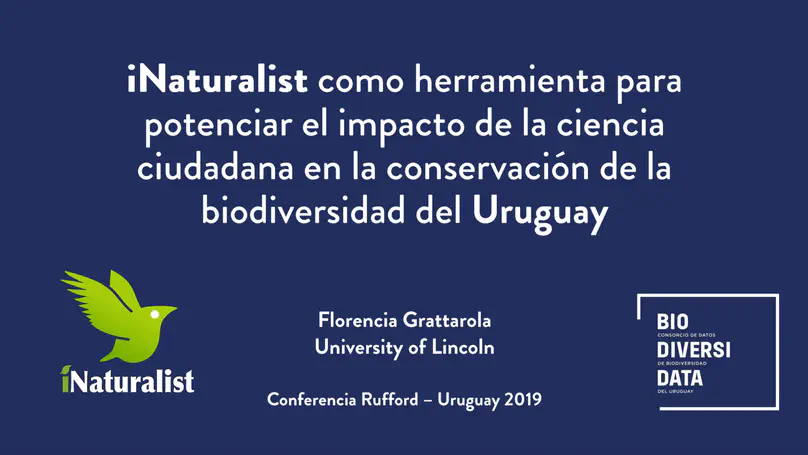 iNaturalist como herramienta para
potenciar el impacto de la ciencia
ciudadana en la conservación de la
biodiversidad del Uruguay
iNaturalist
Florencia Grattarola
University of Lincoln
Conferencia Rufford – Uruguay 2019
BIO
CONSORCIO DE DATOS
DIVERSI
DE BIODIVERSIDAD
DATA
DEL URUGUAY